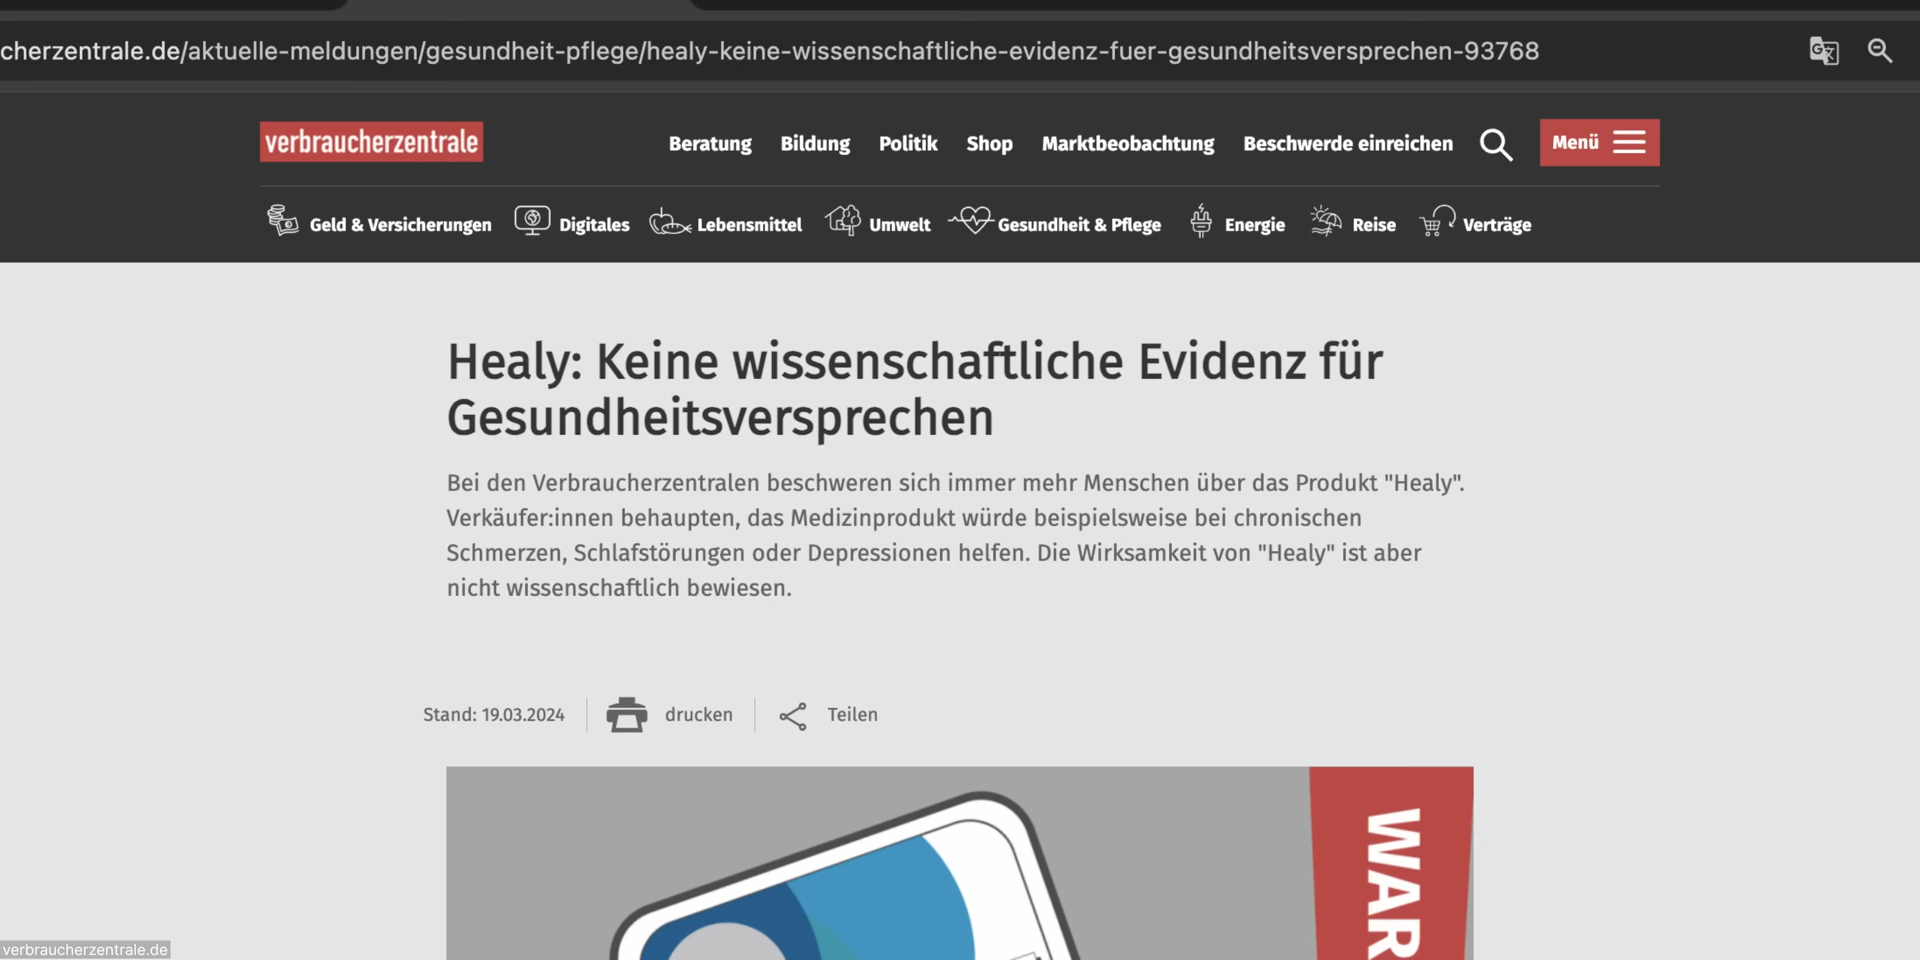 cherzentrale.de/aktuelle-meldungen/gesundheit-pflege/healy-keine-wissenschaftliche-evidenz-fuer-gesundheitsversprechen-93768
verbraucherzentrale
Beratung Bildung Politik Shop Marktbeobachtung Beschwerde einreichen Menü
Geld & Versicherungen Digitales Lebensmittel Umwelt Gesundheit & Pflege Energie Reise Verträge
Healy: Keine wissenschaftliche Evidenz für
Gesundheitsversprechen
Bei den Verbraucherzentralen beschweren sich immer mehr Menschen über das Produkt "Healy".
Verkäufer:innen behaupten, das Medizinprodukt würde beispielsweise bei chronischen
Schmerzen, Schlafstörungen oder Depressionen helfen. Die Wirksamkeit von "Healy" ist aber
nicht wissenschaftlich bewiesen.
Stand: 19.03.2024 drucken Teilen
WAR
verbraucherzentrale.de